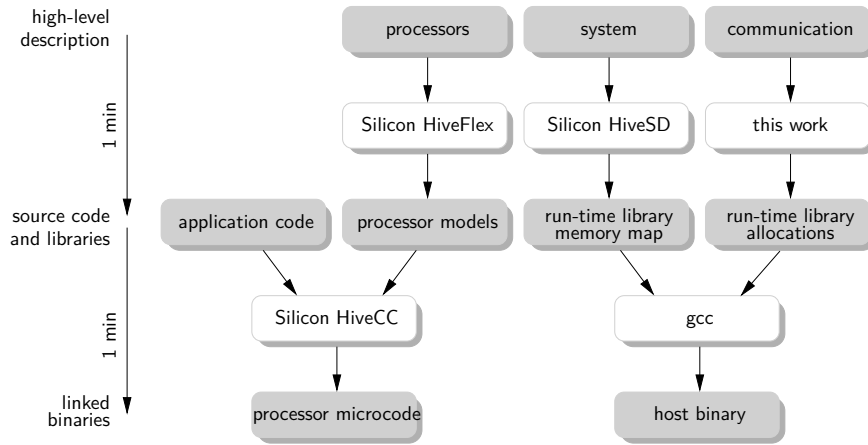 high-level
description
processors
system
communication
1 min
Silicon HiveFlex
Silicon HiveSD
this work
source code
and libraries
application code
processor models
run-time library
memory map
run-time library
allocations
1 min
Silicon HiveCC
gcc
linked
binaries
processor microcode
host binary